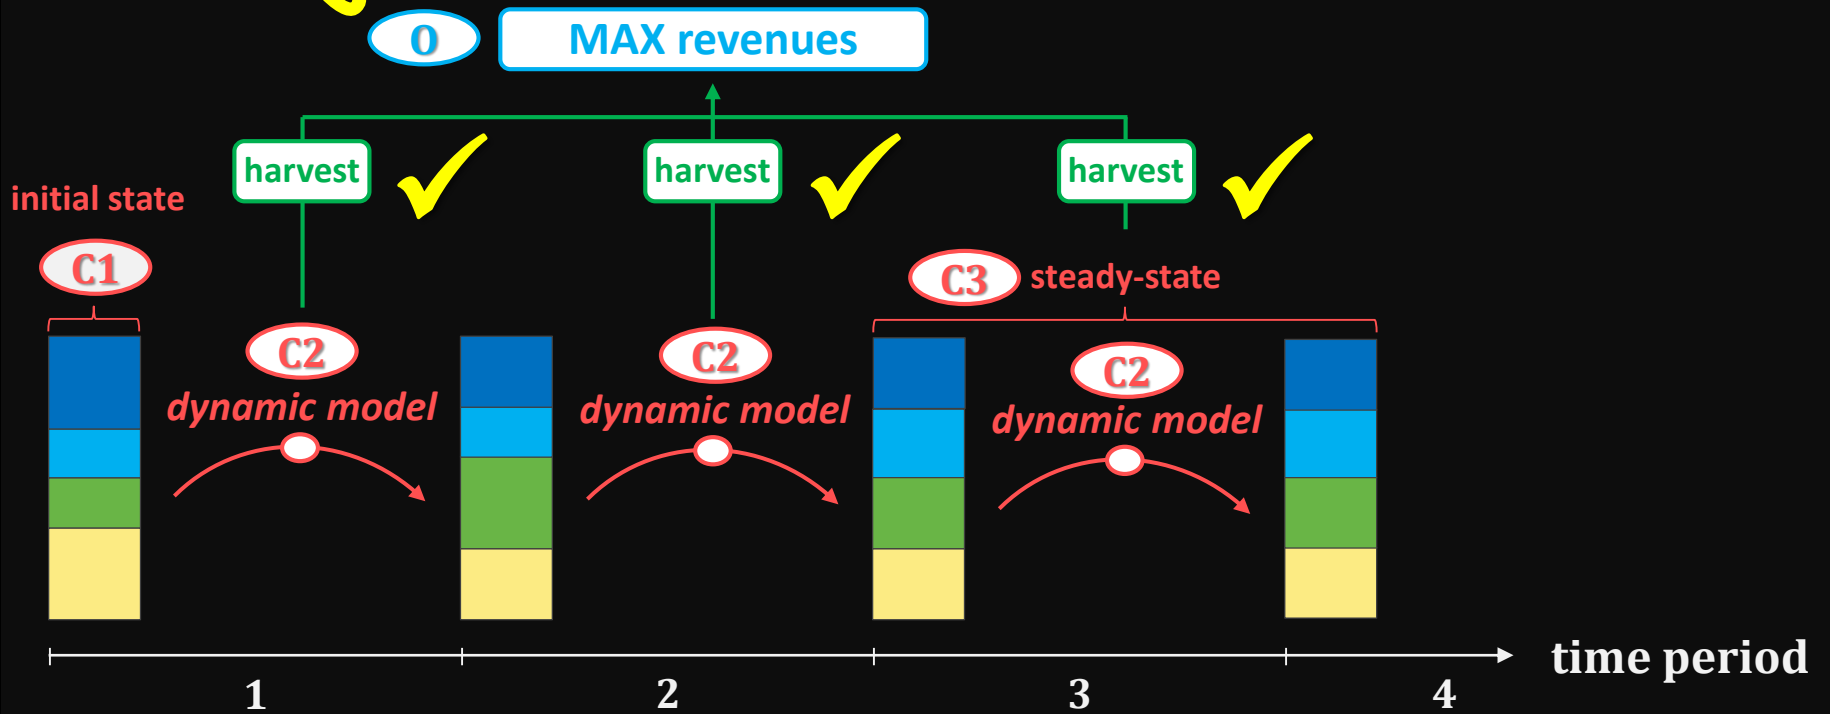 O
MAX revenues
harvest
harvest
harvest
initial state
C1
C3
steady-state
C2
C2
C2
dynamic model
dynamic model
dynamic model
time period
1
2
3
4